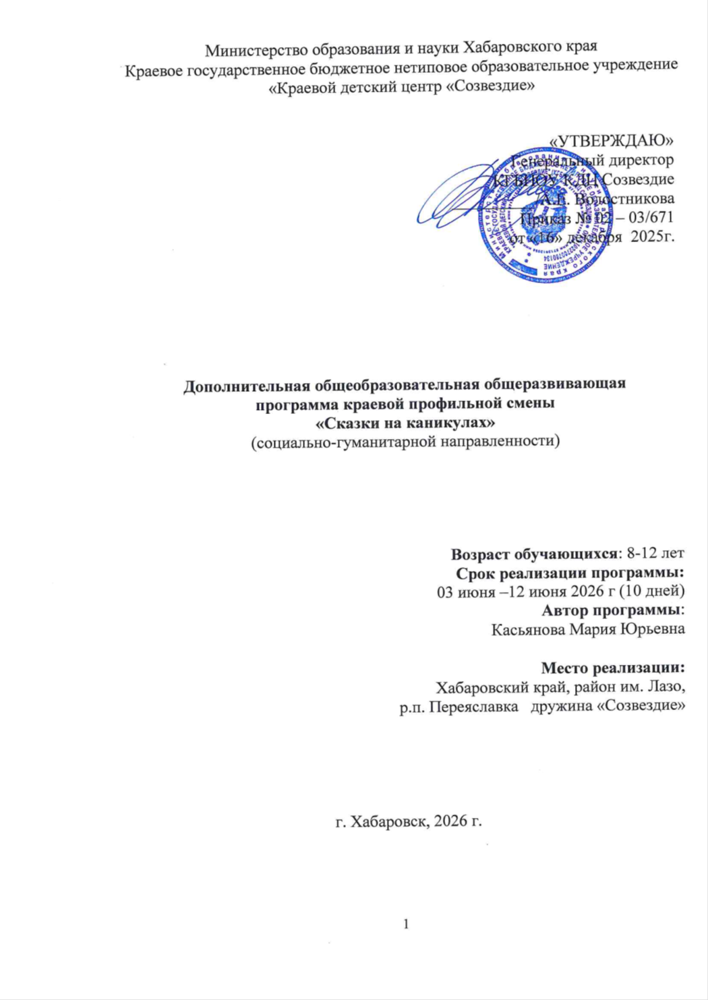 Министерство образования и науки Хабаровского края
Краевое государственное бюджетное нетиповое образовательное учреждение
«Краевой детский центр «Созвездие»
«УТВЕРЖДАЮ»
Генеральный директор
КГБНОУ КДЦ Созвездие
А.Е. Волостникова
Приказ № 02 – 03/671
от «16» декабря 2025г.
Дополнительная общеобразовательная общеразвивающая
программа краевой профильной смены
«Сказки на каникулах»
(социально-гуманитарной направленности)
Возраст обучающихся: 8-12 лет
Срок реализации программы:
03 июня –12 июня 2026 г (10 дней)
Автор программы:
Касьянова Мария Юрьевна
Место реализации:
Хабаровский край, район им. Лазо,
р.п. Переяславка дружина «Созвездие»
г. Хабаровск, 2026 г.
1